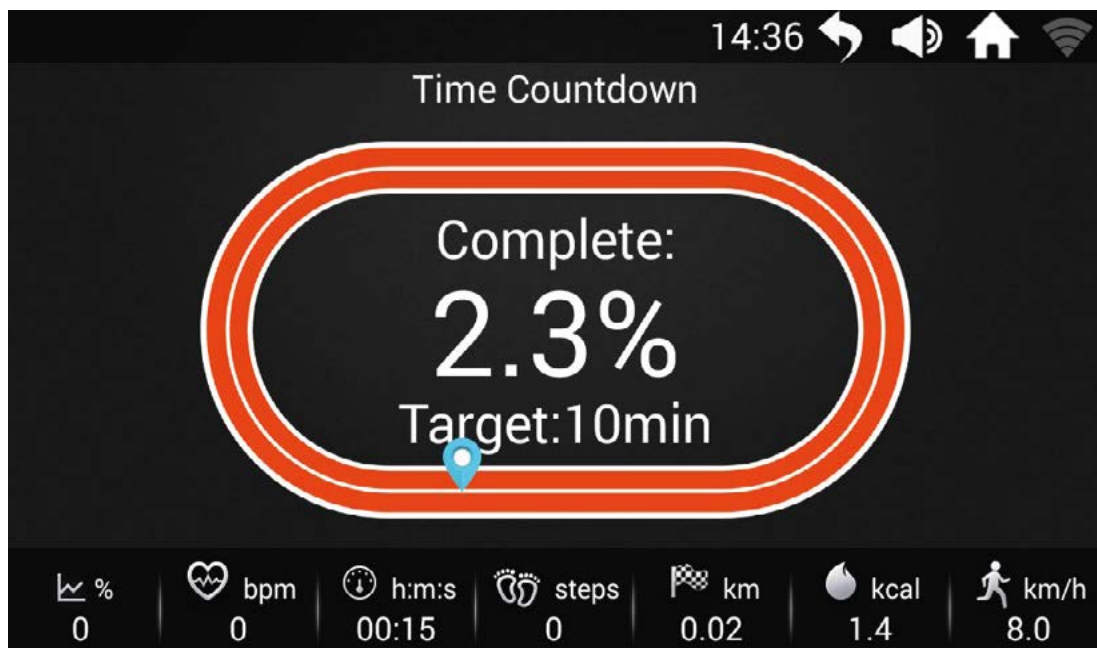 14:36
Time Countdown
Complete:
2.3%
Target:10min
% bpm h:m:s steps km kcal km/h
0 0 00:15 0 0.02 1.4 8.0